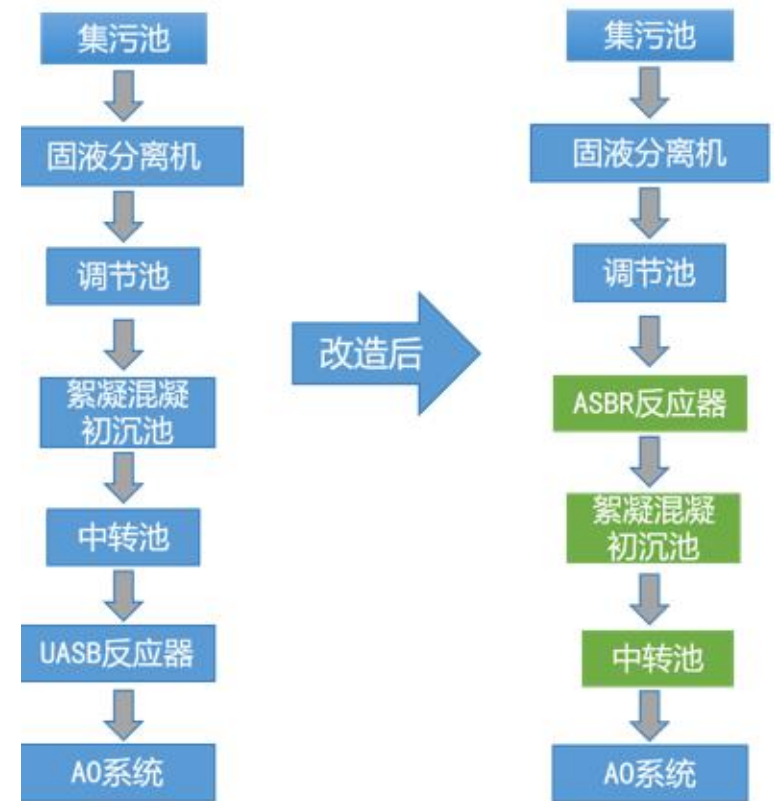 集污池
固液分离机
调节池
絮凝混凝
初沉池
中转池
UASB反应器
AO系统
改造后
集污池
固液分离机
调节池
ASBR反应器
絮凝混凝
初沉池
中转池
AO系统